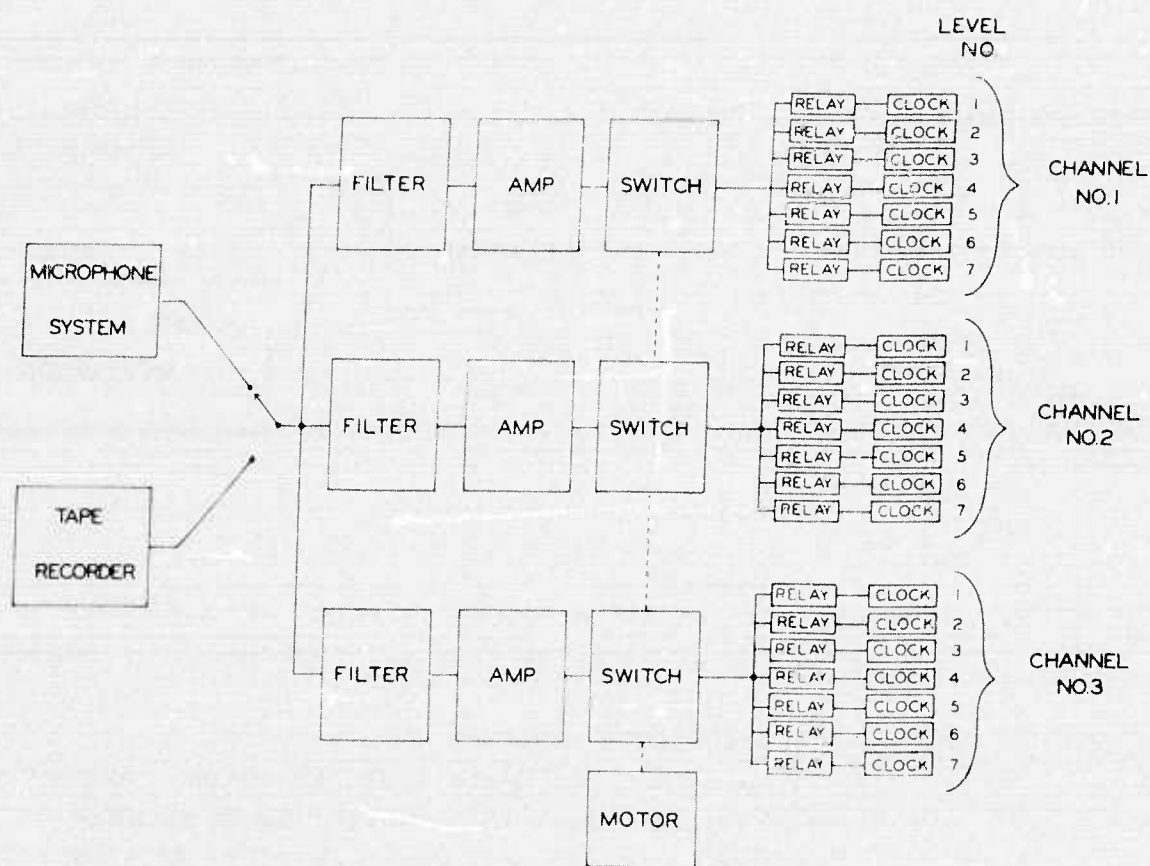 LEVEL
NO.
RELAY CLOCK 1
RELAY CLOCK 2
RELAY CLOCK 3
RELAY CLOCK 4
RELAY CLOCK 5
RELAY CLOCK 6
RELAY CLOCK 7
FILTER AMP SWITCH
CHANNEL
NO.1
MICROPHONE
SYSTEM
RELAY CLOCK 1
RELAY CLOCK 2
RELAY CLOCK 3
RELAY CLOCK 4
RELAY CLOCK 5
RELAY CLOCK 6
RELAY CLOCK 7
FILTER AMP SWITCH
CHANNEL
NO.2
TAPE
RECORDER
RELAY CLOCK 1
RELAY CLOCK 2
RELAY CLOCK 3
RELAY CLOCK 4
RELAY CLOCK 5
RELAY CLOCK 6
RELAY CLOCK 7
FILTER AMP SWITCH
CHANNEL
NO.3
MOTOR